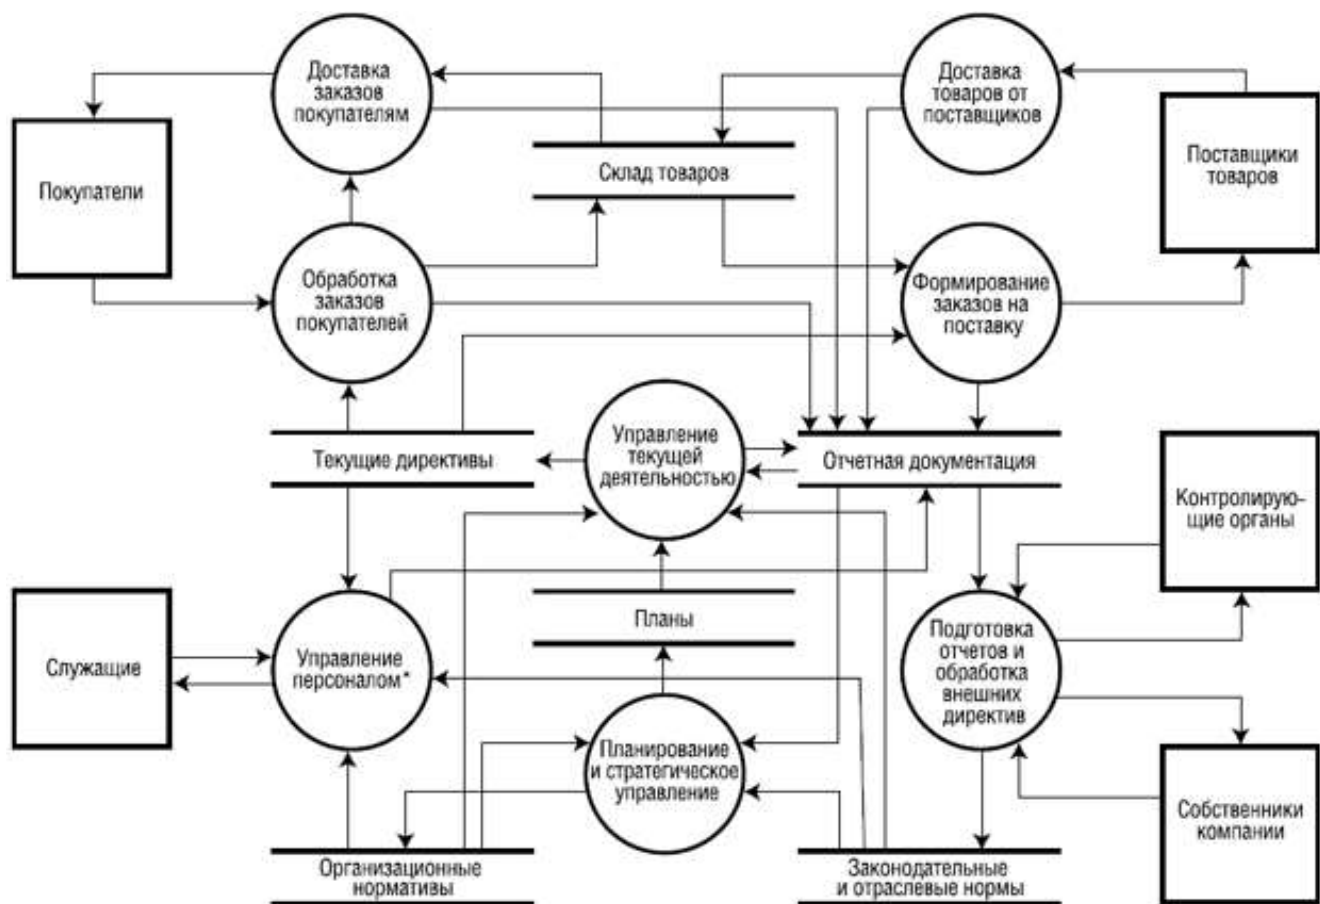 Доставка
заказов
покупателям
Доставка
товаров от
поставщиков
Покупатели
Склад товаров
Поставщики
товаров
Обработка
заказов
покупателей
Формирование
заказов на
поставку
Текущие директивы
Управление
текущей
деятельностью
Отчетная документация
Контролирую-
щие органы
Служащие
Управление
персоналом*
Планы
Подготовка
отчетов и
обработка
внешних
директив
Планирование
и стратегическое
управление
Собственники
компании
Организационные
нормативы
Законодательные
и отраслевые нормы